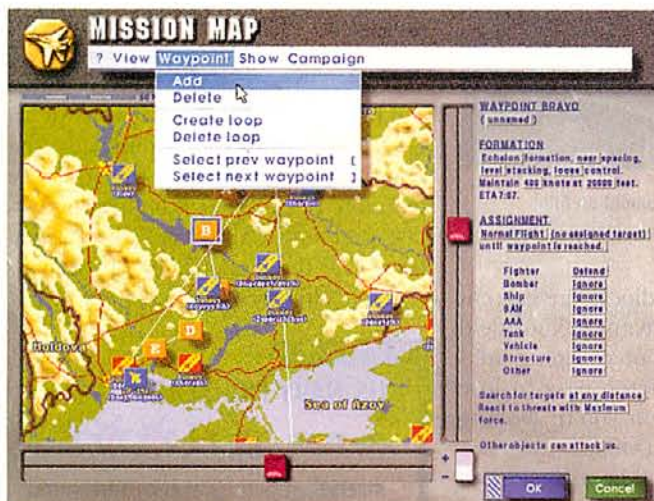 MISSION MAP
? View Waypoint Show Campaign
Add
Delete
Create loop
Delete loop
Select prev waypoint [
Select next waypoint ]
WAYPOINT BRAVO
(unnamed)
FORMATION
Echelon formation, near spacing,
level stacking, loose control.
Maintain 400 knots at 20000 feet.
ETA 7:07.
ASSIGNMENT
Normal Flight (no assigned target)
until waypoint is reached.
Fighter Defend
Bomber Ignore
Ship Ignore
SAM Ignore
AAA Ignore
Tank Ignore
Vehicle Ignore
Structure Ignore
Other Ignore
Search for targets at any distance
React to threats with Maximum
force.
Other objects can attack us.
B
D
E
Moldova
Sea of Azov
+
-
OK
Cancel